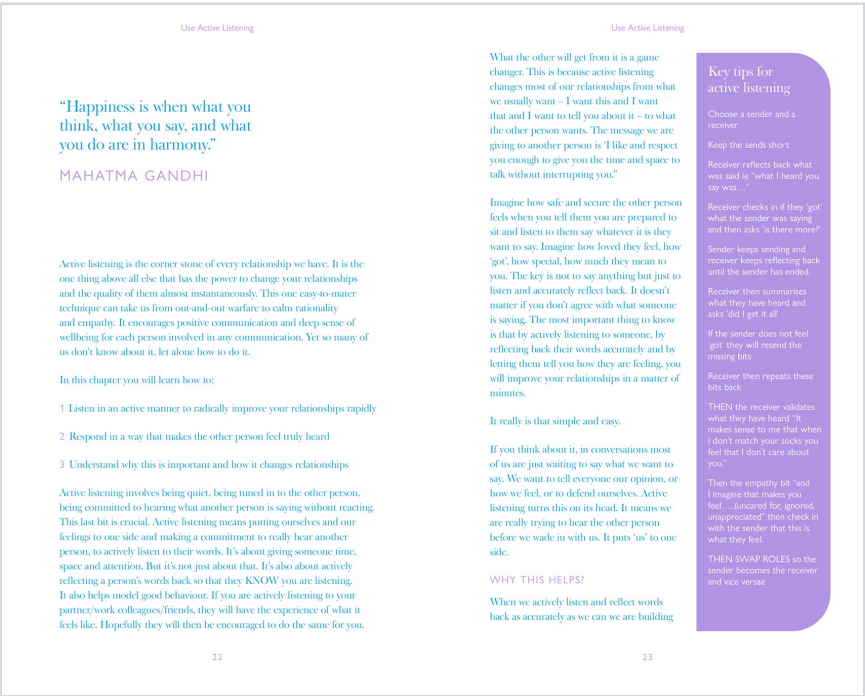 Use Active Listening
“Happiness is when what you
think, what you say, and what
you do are in harmony.”
MAHATMA GANDHI
Active listening is the corner stone of every relationship we have. It is the
one thing above all else that has the power to change your relationships
and the quality of them almost instantaneously. This one easy-to-mater
technique can take us from out-and-out warfare to calm rationality
and empathy. It encourages positive communication and deep sense of
wellbeing for each person involved in any communication. Yet so many of
us don’t know about it, let alone how to do it.
In this chapter you will learn how to:
1 Listen in an active manner to radically improve your relationships rapidly
2 Respond in a way that makes the other person feel truly heard
3 Understand why this is important and how it changes relationships
Active listening involves being quiet, being tuned in to the other person,
being committed to hearing what another person is saying without reacting.
This last bit is crucial. Active listening means putting ourselves and our
feelings to one side and making a commitment to really hear another
person, to actively listen to their words. It’s about giving someone time,
space and attention. But it’s not just about that. It’s also about actively
reflecting a person’s words back so that they KNOW you are listening.
It also helps model good behaviour. If you are actively listening to your
partner/work colleagues/friends, they will have the experience of what it
feels like. Hopefully they will then be encouraged to do the same for you.
22
Use Active Listening
What the other will get from it is a game
changer. This is because active listening
changes most of our relationships from what
we usually want – I want this and I want
that and I want to tell you about it – to what
the other person wants. The message we are
giving to another person is ‘I like and respect
you enough to give you the time and space to
talk without interrupting you.”
Imagine how safe and secure the other person
feels when you tell them you are prepared to
sit and listen to them say whatever it is they
want to say. Imagine how loved they feel, how
‘got’, how special, how much they mean to
you. The key is not to say anything but just to
listen and accurately reflect back. It doesn’t
matter if you don’t agree with what someone
is saying. The most important thing to know
is that by actively listening to someone, by
reflecting back their words accurately and by
letting them tell you how they are feeling, you
will improve your relationships in a matter of
minutes.
It really is that simple and easy.
If you think about it, in conversations most
of us are just waiting to say what we want to
say. We want to tell everyone our opinion, or
how we feel, or to defend ourselves. Active
listening turns this on its head. It means we
are really trying to hear the other person
before we wade in with us. It puts ‘us’ to one
side.
WHY THIS HELPS?
When we actively listen and reflect words
back as accurately as we can we are building
Key tips for
active listening
Choose a sender and a
receiver
Keep the sends short
Receiver reflects back what
was said ie “what I heard you
say was…”
Receiver checks in if they ‘got’
what the sender was saying
and then asks ‘is there more?’
Sender keeps sending and
receiver keeps reflecting back
until the sender has ended.
Receiver then summarises
what they have heard and
asks ‘did I get it all’
If the sender does not feel
‘got’ they will resend the
missing bits
Receiver then repeats these
bits back
THEN the receiver validates
what they have heard “It
makes sense to me that when
I don’t match your socks you
feel that I don’t care about
you.”
Then the empathy bit “and
I imagine that makes you
feel…..(uncared for, ignored,
unappreciated” then check in
with the sender that this is
what they feel.
THEN SWAP ROLES so the
sender becomes the receiver
and vice versae
23